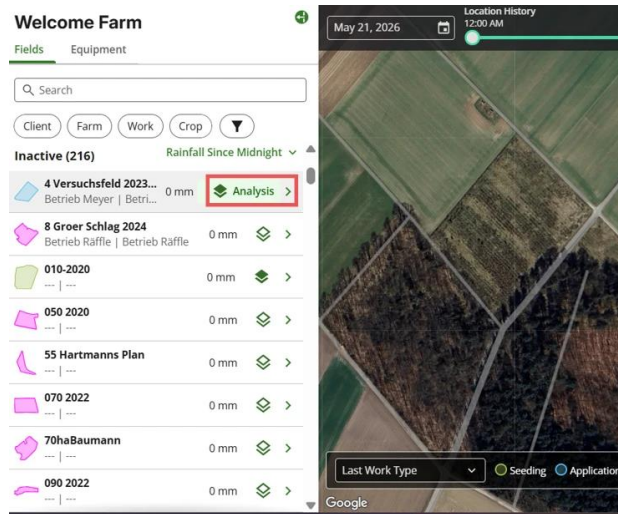 Welcome Farm
Fields Equipment
Search
Client Farm Work Crop
Inactive (216) Rainfall Since Midnight
4 Versuchsfeld 2023...
Betrieb Meyer | Betri...
0 mm Analysis
8 Groer Schlag 2024
Betrieb Räffle | Betrieb Räffle
0 mm
010-2020
--- | ---
0 mm
050 2020
--- | ---
0 mm
55 Hartmanns Plan
--- | ---
0 mm
070 2022
--- | ---
0 mm
70haBaumann
--- | ---
0 mm
090 2022
--- | ---
0 mm
May 21, 2026
Location History
12:00 AM
Last Work Type Seeding Application
Google